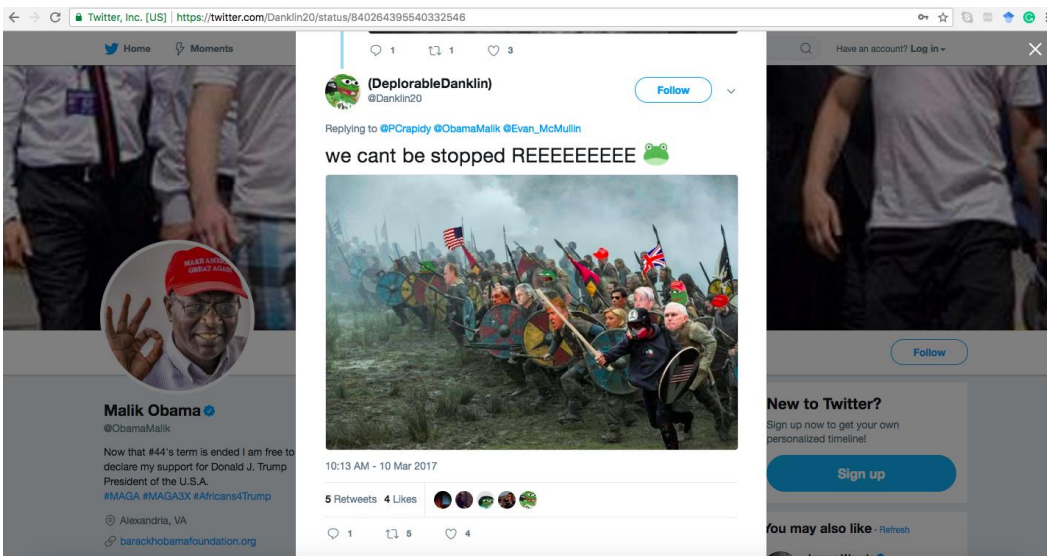 Twitter, Inc. [US] | https://twitter.com/Danklin20/status/840264395540332546
Home Moments
Have an account? Log in
1 1 3
(DeplorableDanklin)
@Danklin20
Follow
Replying to @PCrapidy @ObamaMalik @Evan_McMullin
we cant be stopped REEEEEEEEE
10:13 AM - 10 Mar 2017
5 Retweets 4 Likes
1 5 4
MAKE AMERICA
GREAT AGAIN
Malik Obama
@ObamaMalik
Now that #44's term is ended I am free to
declare my support for Donald J. Trump
President of the U.S.A.
#MAGA #MAGA3X #Africans4Trump
Alexandria, VA
barackhobamafoundation.org
Follow
New to Twitter?
Sign up now to get your own
personalized timeline!
Sign up
You may also like · Refresh